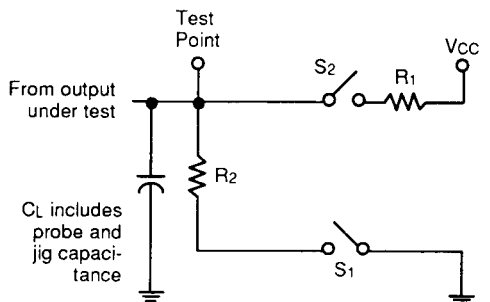 Test
Point
From output
under test
S2
R1
VCC
R2
CL includes
probe and
jig capaci-
tance
S1